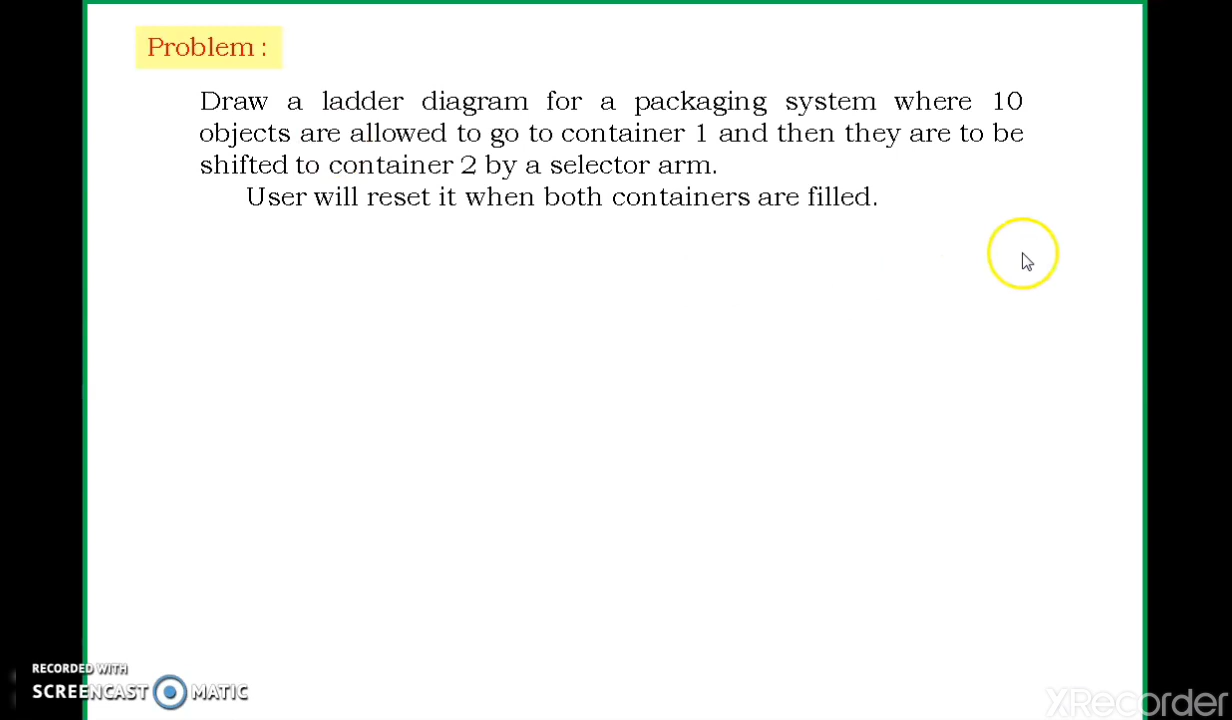 Problem :
Draw a ladder diagram for a packaging system where 10
objects are allowed to go to container 1 and then they are to be
shifted to container 2 by a selector arm.
User will reset it when both containers are filled.
RECORDED WITH
SCREENCAST MATIC
XRecorder